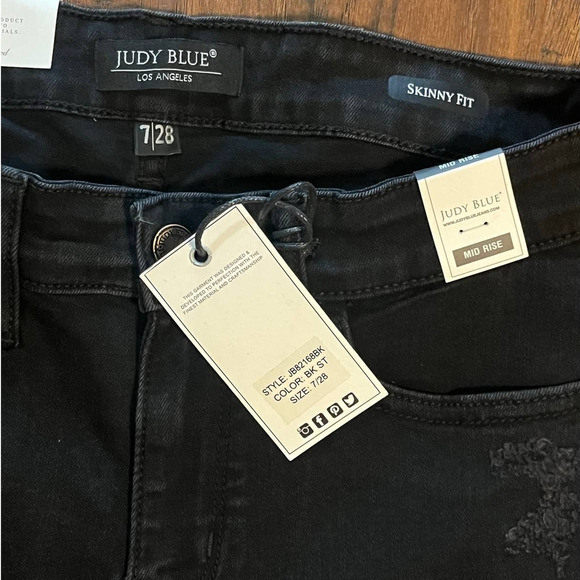 PRODUCT
TO
JUDY BLUE®
LOS ANGELES
SKINNY FIT
7|28
MID RISE
JUDY BLUE®
WWW.JUDYBLUEJEANS.COM
MID RISE
THIS GARMENT WAS DESIGNED &
DEVELOPED TO PERFECTION WITH THE
FINEST MATERIAL AND CRAFTSMANSHIP
STYLE: JB82168BK
COLOR: BK ST
SIZE: 7/28